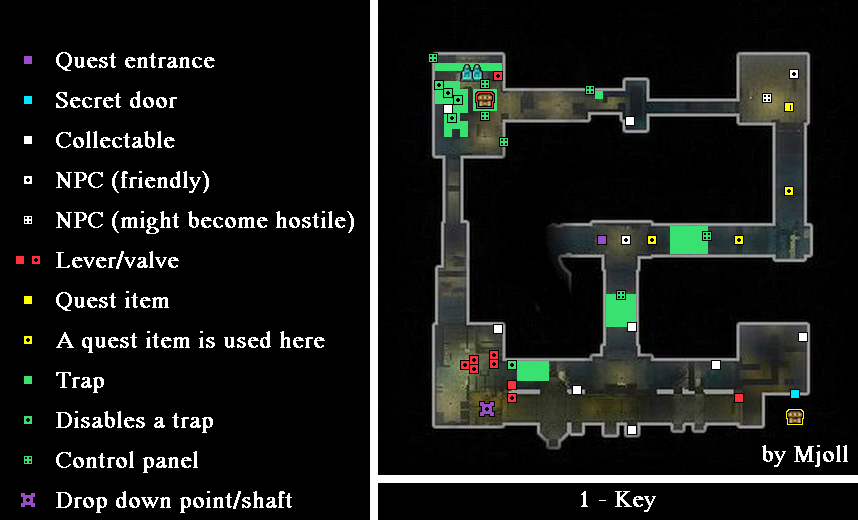 Quest entrance
Secret door
Collectable
NPC (friendly)
NPC (might become hostile)
Lever/valve
Quest item
A quest item is used here
Trap
Disables a trap
Control panel
Drop down point/shaft
by Mjoll
1 - Key